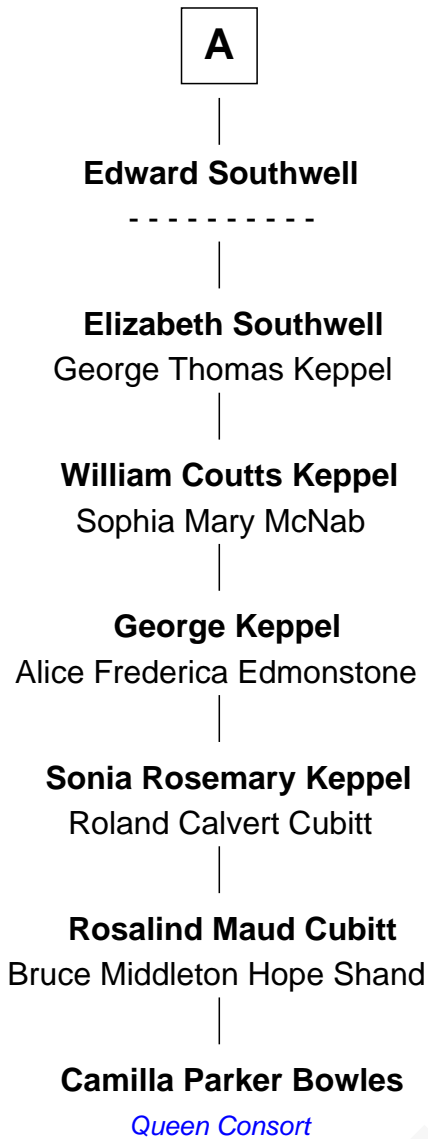 A
Edward Southwell
- - - - - - - - - -
Elizabeth Southwell
George Thomas Keppel
William Coutts Keppel
Sophia Mary McNab
George Keppel
Alice Frederica Edmonstone
Sonia Rosemary Keppel
Roland Calvert Cubitt
Rosalind Maud Cubitt
Bruce Middleton Hope Shand
Camilla Parker Bowles
Queen Consort